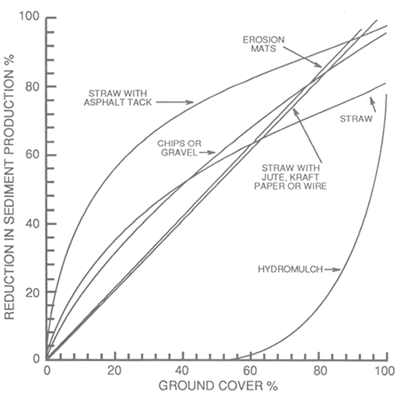 REDUCTION IN SEDIMENT PRODUCTION %
100
80
60
40
20
0
EROSION
MATS
STRAW WITH
ASPHALT TACK
CHIPS OR
GRAVEL
STRAW
STRAW WITH
JUTE, KRAFT
PAPER OR WIRE
HYDROMULCH
0 20 40 60 80 100
GROUND COVER %